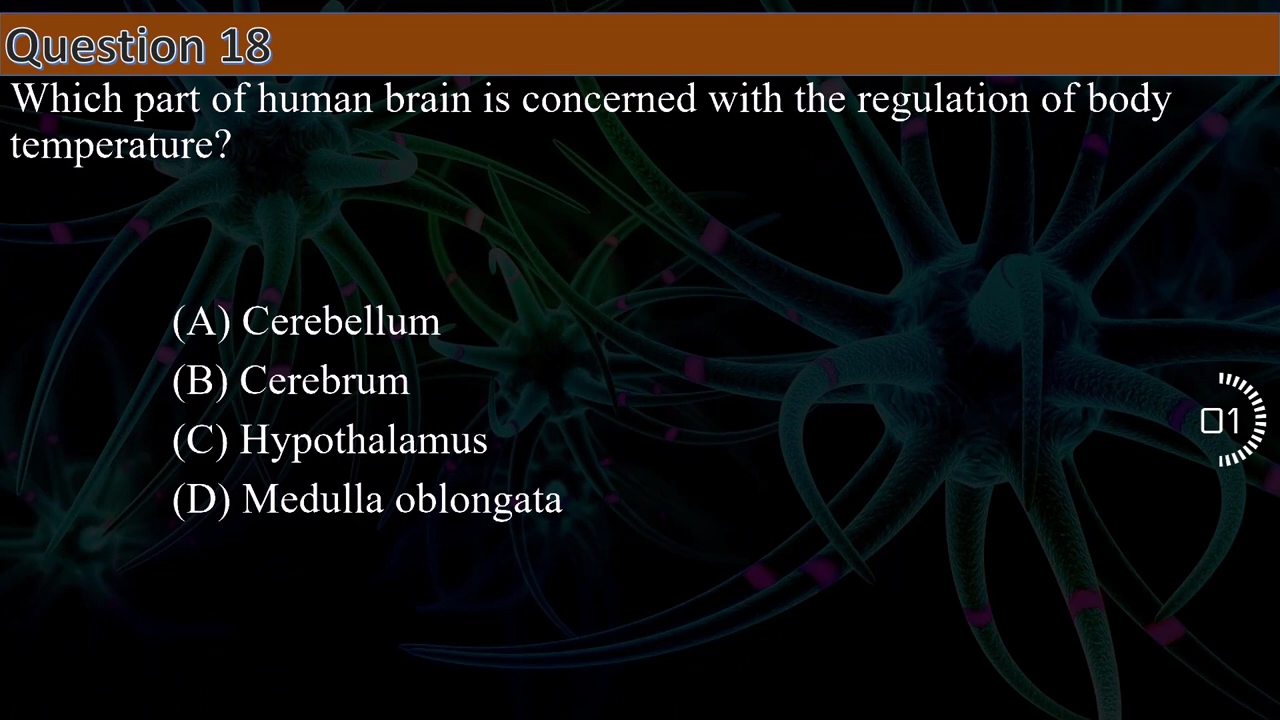 Question 18
Which part of human brain is concerned with the regulation of body
temperature?
(A) Cerebellum
(B) Cerebrum
(C) Hypothalamus
(D) Medulla oblongata
01